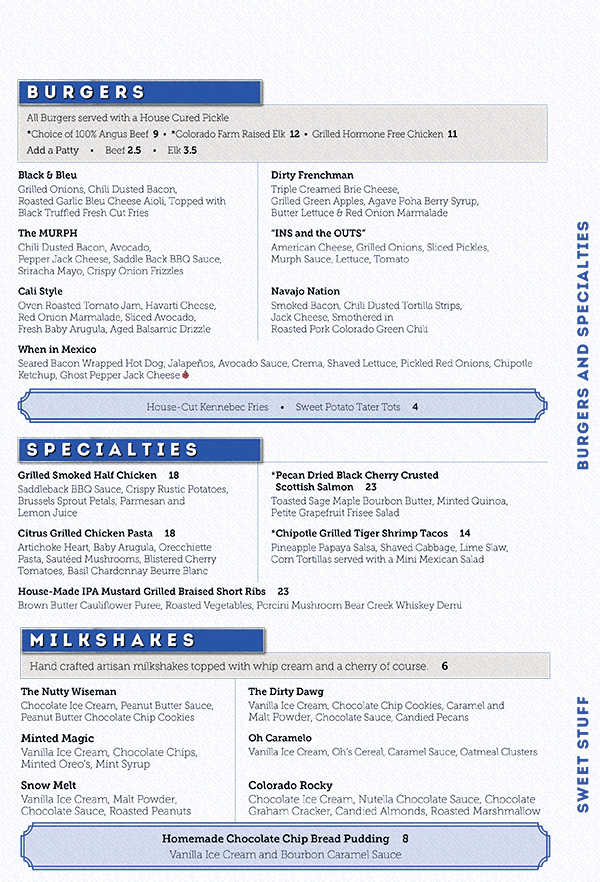 BURGERS
All Burgers served with a House Cured Pickle
*Choice of 100% Angus Beef 9 • *Colorado Farm Raised Elk 12 • Grilled Hormone Free Chicken 11
Add a Patty • Beef 2.5 • Elk 3.5
Black & Bleu
Grilled Onions, Chili Dusted Bacon,
Roasted Garlic Bleu Cheese Aioli, Topped with
Black Truffled Fresh Cut Fries
The MURPH
Chili Dusted Bacon, Avocado,
Pepper Jack Cheese, Saddle Back BBQ Sauce,
Sriracha Mayo, Crispy Onion Frizzles
Cali Style
Oven Roasted Tomato Jam, Havarti Cheese,
Red Onion Marmalade, Sliced Avocado,
Fresh Baby Arugula, Aged Balsamic Drizzle
Dirty Frenchman
Triple Creamed Brie Cheese,
Grilled Green Apples, Agave Poha Berry Syrup,
Butter Lettuce & Red Onion Marmalade
“INS and the OUTS”
American Cheese, Grilled Onions, Sliced Pickles,
Murph Sauce, Lettuce, Tomato
Navajo Nation
Smoked Bacon, Chili Dusted Tortilla Strips,
Jack Cheese, Smothered in
Roasted Pork Colorado Green Chili
When in Mexico
Seared Bacon Wrapped Hot Dog, Jalapeños, Avocado Sauce, Crema, Shaved Lettuce, Pickled Red Onions, Chipotle
Ketchup, Ghost Pepper Jack Cheese
House-Cut Kennebec Fries • Sweet Potato Tater Tots 4
SPECIALTIES
Grilled Smoked Half Chicken 18
Saddleback BBQ Sauce, Crispy Rustic Potatoes,
Brussels Sprout Petals, Parmesan and
Lemon Juice
Citrus Grilled Chicken Pasta 18
Artichoke Heart, Baby Arugula, Orecchiette
Pasta, Sautéed Mushrooms, Blistered Cherry
Tomatoes, Basil Chardonnay Beurre Blanc
*Pecan Dried Black Cherry Crusted
Scottish Salmon 23
Toasted Sage Maple Bourbon Butter, Minted Quinoa,
Petite Grapefruit Frisee Salad
*Chipotle Grilled Tiger Shrimp Tacos 14
Pineapple Papaya Salsa, Shaved Cabbage, Lime Slaw,
Corn Tortillas served with a Mini Mexican Salad
House-Made IPA Mustard Grilled Braised Short Ribs 23
Brown Butter Cauliflower Puree, Roasted Vegetables, Porcini Mushroom Bear Creek Whiskey Demi
BURGERS AND SPECIALTIES
MILKSHAKES
Hand crafted artisan milkshakes topped with whip cream and a cherry of course. 6
The Nutty Wiseman
Chocolate Ice Cream, Peanut Butter Sauce,
Peanut Butter Chocolate Chip Cookies
Minted Magic
Vanilla Ice Cream, Chocolate Chips,
Minted Oreo’s, Mint Syrup
Snow Melt
Vanilla Ice Cream, Malt Powder,
Chocolate Sauce, Roasted Peanuts
The Dirty Dawg
Vanilla Ice Cream, Chocolate Chip Cookies, Caramel and
Malt Powder, Chocolate Sauce, Candied Pecans
Oh Caramelo
Vanilla Ice Cream, Oh’s Cereal, Caramel Sauce, Oatmeal Clusters
Colorado Rocky
Chocolate Ice Cream, Nutella Chocolate Sauce, Chocolate
Graham Cracker, Candied Almonds, Roasted Marshmallow
Homemade Chocolate Chip Bread Pudding 8
Vanilla Ice Cream and Bourbon Caramel Sauce
SWEET STUFF